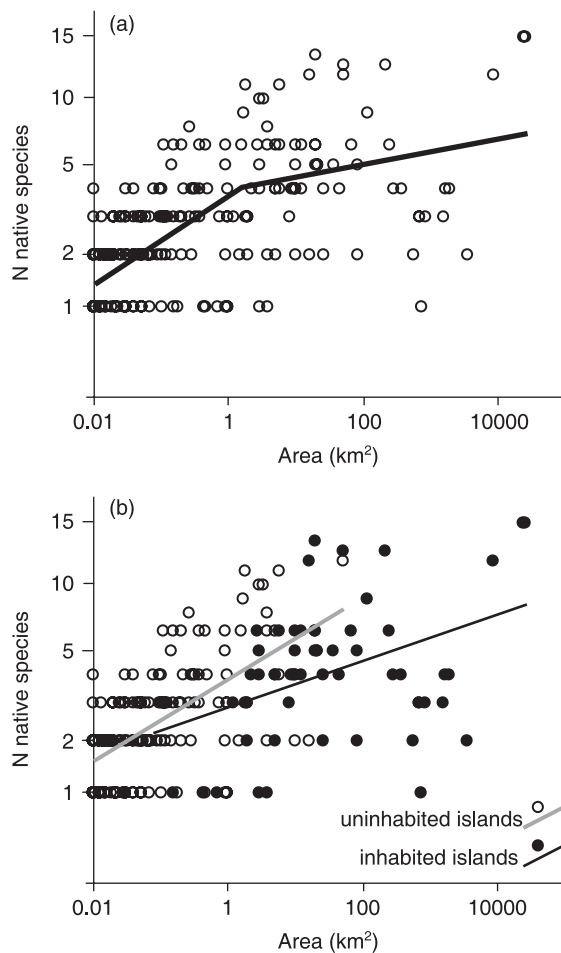 (a)
15
10
5
2
1
N native species
0.01 1 100 10000
Area (km²)
(b)
15
10
5
2
1
N native species
uninhabited islands
inhabited islands
0.01 1 100 10000
Area (km²)